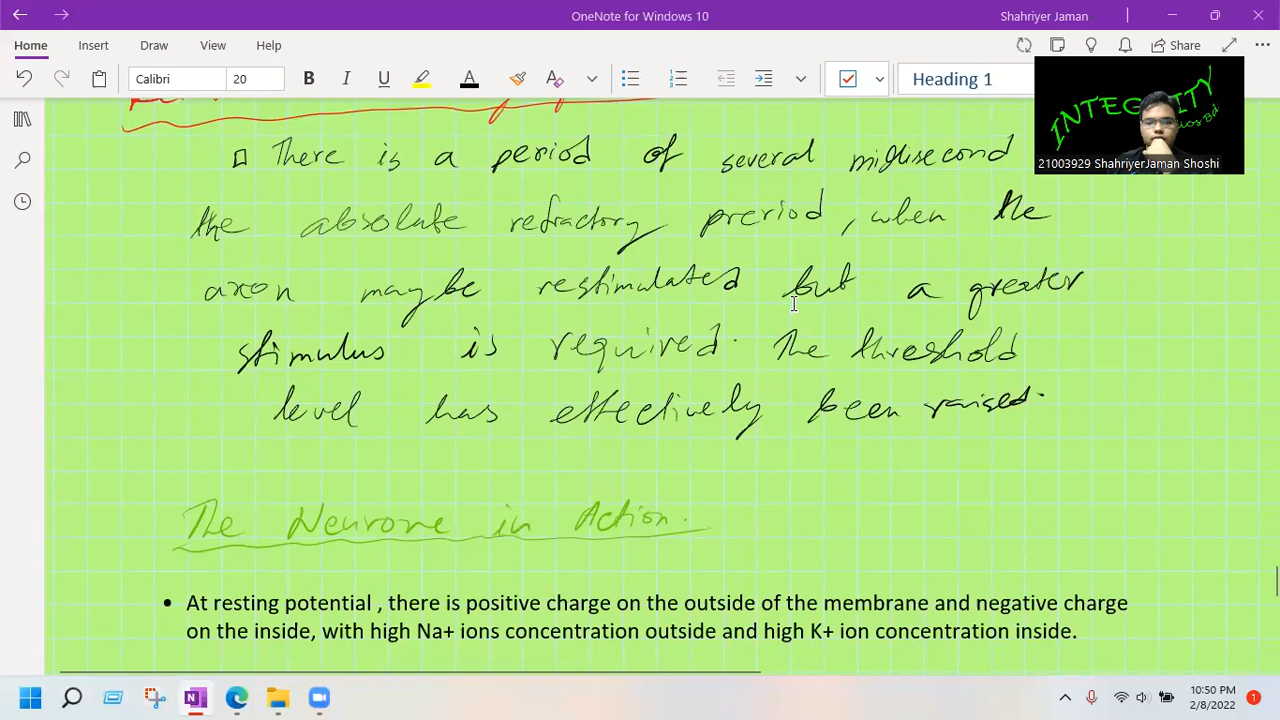 OneNote for Windows 10
Shahriyer Jaman
Home Insert Draw View Help
Share
Calibri 20 B I U A Heading 1
INTEGRITY
21003929 ShahriyerJaman Shoshi
There is a period of several millisecond
the absolute refractory preriod, when the
axon maybe restimulated but a greater
stimulus is required. The threshold
level has effectively been raised.
The Neurone in Action.
• At resting potential , there is positive charge on the outside of the membrane and negative charge
on the inside, with high Na+ ions concentration outside and high K+ ion concentration inside.
10:50 PM
2/8/2022
1